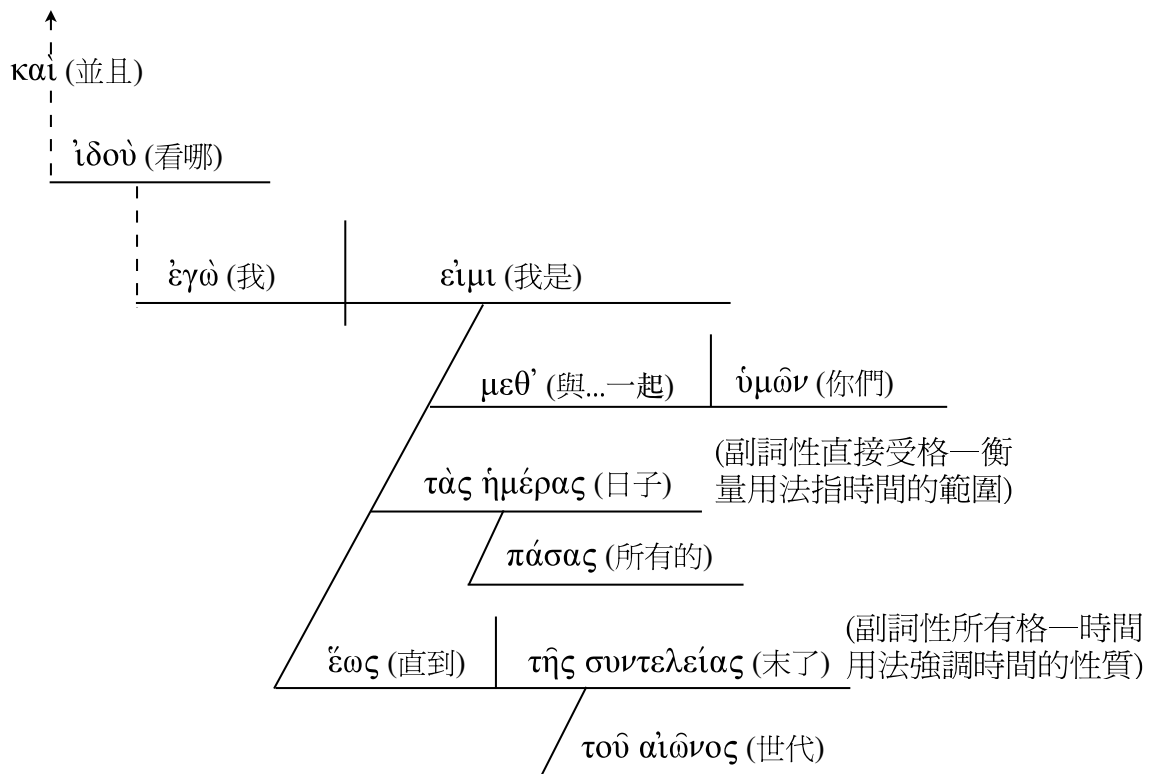 καὶ (並且)
ἰδοὺ (看哪)
ἐγὼ (我)
εἰμι (我是)
μεθ’ (與...一起)
ὑμῶν (你們)
τὰς ἡμέρας (日子)
(副詞性直接受格─衡
量用法指時間的範圍)
πάσας (所有的)
ἕως (直到)
τῆς συντελείας (末了)
(副詞性所有格─時間
用法強調時間的性質)
τοῦ αἰῶνος (世代)